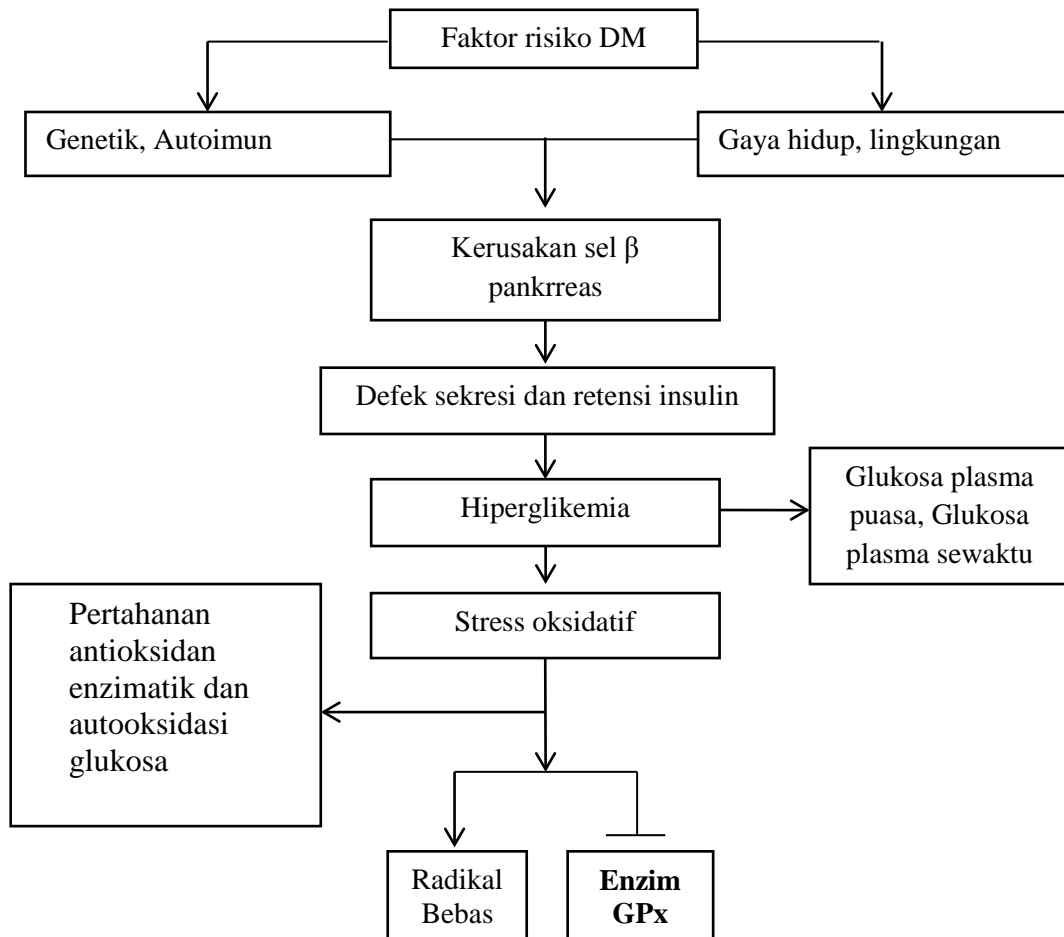 Faktor risiko DM
Genetik, Autoimun
Gaya hidup, lingkungan
Kerusakan sel β
pankrreas
Defek sekresi dan retensi insulin
Hiperglikemia
Glukosa plasma
puasa, Glukosa
plasma sewaktu
Stress oksidatif
Pertahanan
antioksidan
enzimatik dan
autooksidasi
glukosa
Radikal
Bebas
Enzim
GPx